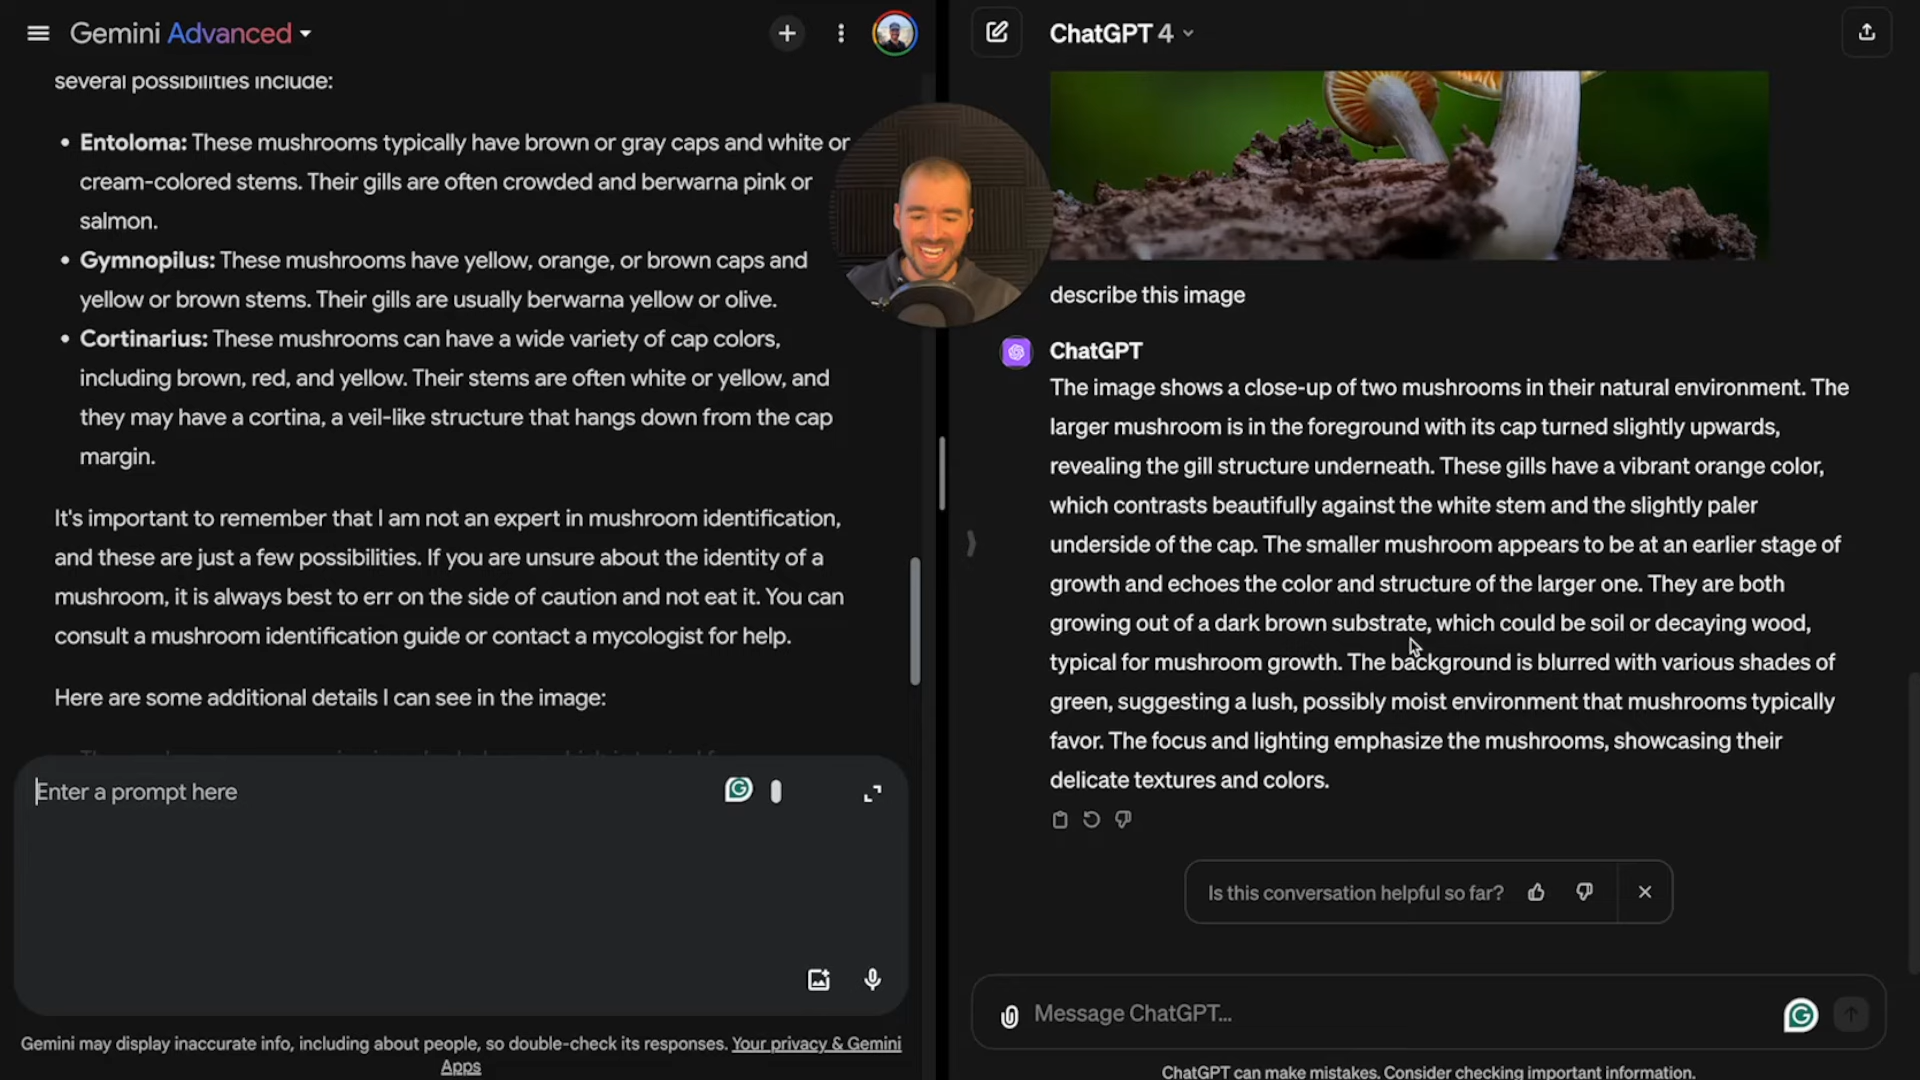 Gemini Advanced
several possibilities include:
Entoloma: These mushrooms typically have brown or gray caps and white or
cream-colored stems. Their gills are often crowded and berwarna pink or
salmon.
Gymnopilus: These mushrooms have yellow, orange, or brown caps and
yellow or brown stems. Their gills are usually berwarna yellow or olive.
Cortinarius: These mushrooms can have a wide variety of cap colors,
including brown, red, and yellow. Their stems are often white or yellow, and
they may have a cortina, a veil-like structure that hangs down from the cap
margin.
It's important to remember that I am not an expert in mushroom identification,
and these are just a few possibilities. If you are unsure about the identity of a
mushroom, it is always best to err on the side of caution and not eat it. You can
consult a mushroom identification guide or contact a mycologist for help.
Here are some additional details I can see in the image:
Enter a prompt here
Gemini may display inaccurate info, including about people, so double-check its responses. Your privacy & Gemini
Apps
ChatGPT 4
describe this image
ChatGPT
The image shows a close-up of two mushrooms in their natural environment. The
larger mushroom is in the foreground with its cap turned slightly upwards,
revealing the gill structure underneath. These gills have a vibrant orange color,
which contrasts beautifully against the white stem and the slightly paler
underside of the cap. The smaller mushroom appears to be at an earlier stage of
growth and echoes the color and structure of the larger one. They are both
growing out of a dark brown substrate, which could be soil or decaying wood,
typical for mushroom growth. The background is blurred with various shades of
green, suggesting a lush, possibly moist environment that mushrooms typically
favor. The focus and lighting emphasize the mushrooms, showcasing their
delicate textures and colors.
Is this conversation helpful so far?
Message ChatGPT...
ChatGPT can make mistakes. Consider checking important information.